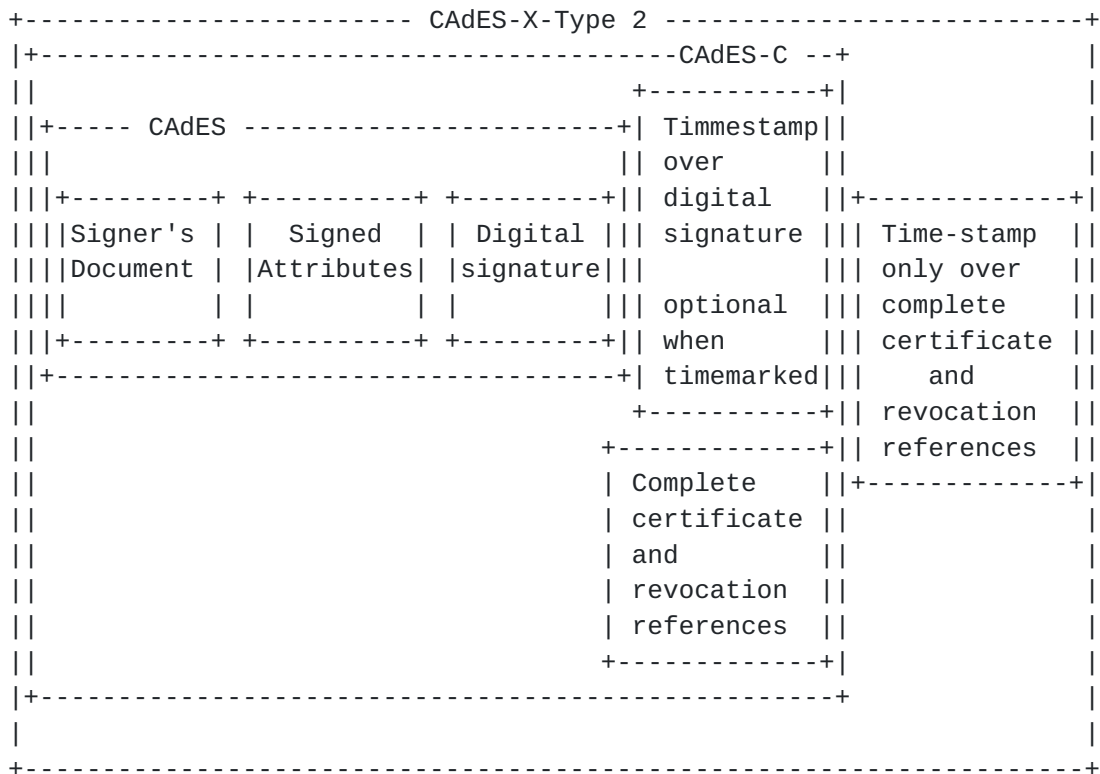 CAdES-X-Type 2
CAdES-C
CAdES
Timmestamp
over
digital
signature
optional
when
timemarked
Signer's
Document
Signed
Attributes
Digital
signature
Time-stamp
only over
complete
certificate
and
revocation
references
Complete
certificate
and
revocation
references